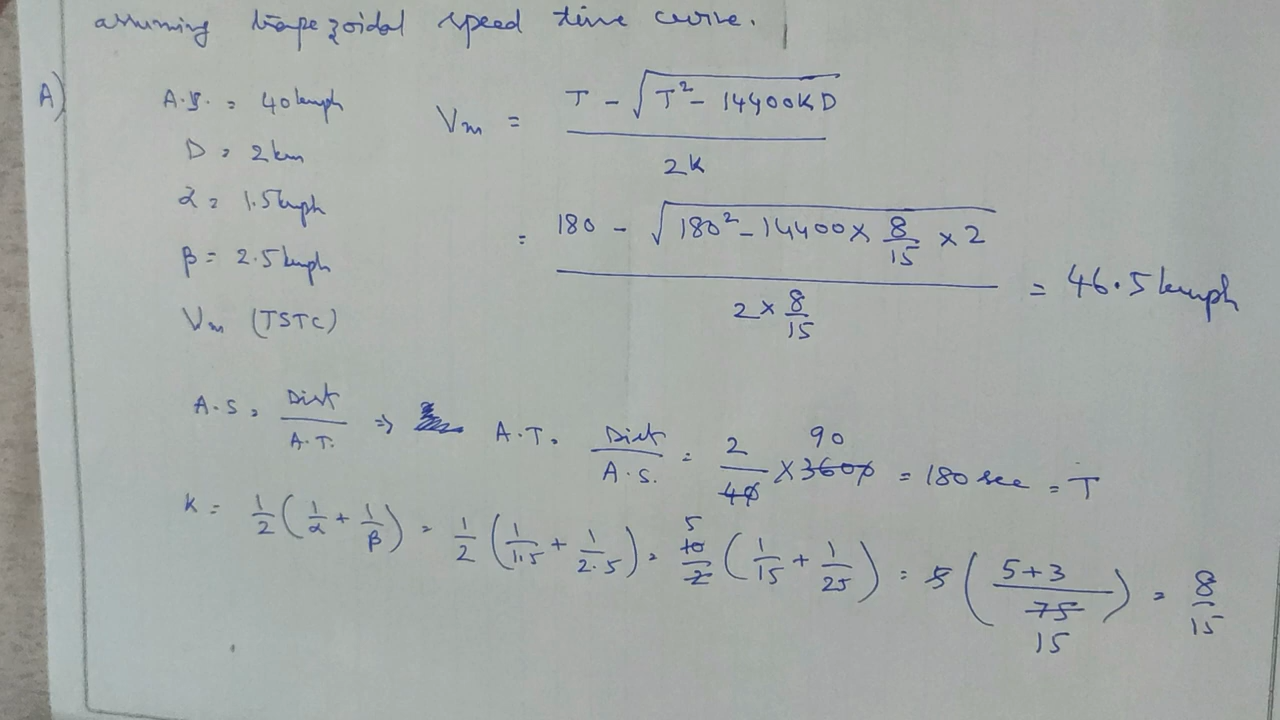 assuming trapezoidal speed time curve.
A)
A.S. = 40 kmph
D = 2 km
α = 1.5 kmph
β = 2.5 kmph
Vm (TSTC)
Vm = (T - √(T² - 14400KD)) / 2K
= (180 - √(180² - 14400 × 8/15 × 2)) / (2 × 8/15) = 46.5 kmph
A.S = Dist / A.T. ⇒ A.T. = Dist / A.S. = 2/40 × 3600 90 = 180 sec = T
K = 1/2 (1/α + 1/β) = 1/2 (1/1.5 + 1/2.5) = 5 10/2 (1/15 + 1/25) = 5 ((5+3) / 75 15) = 8/15